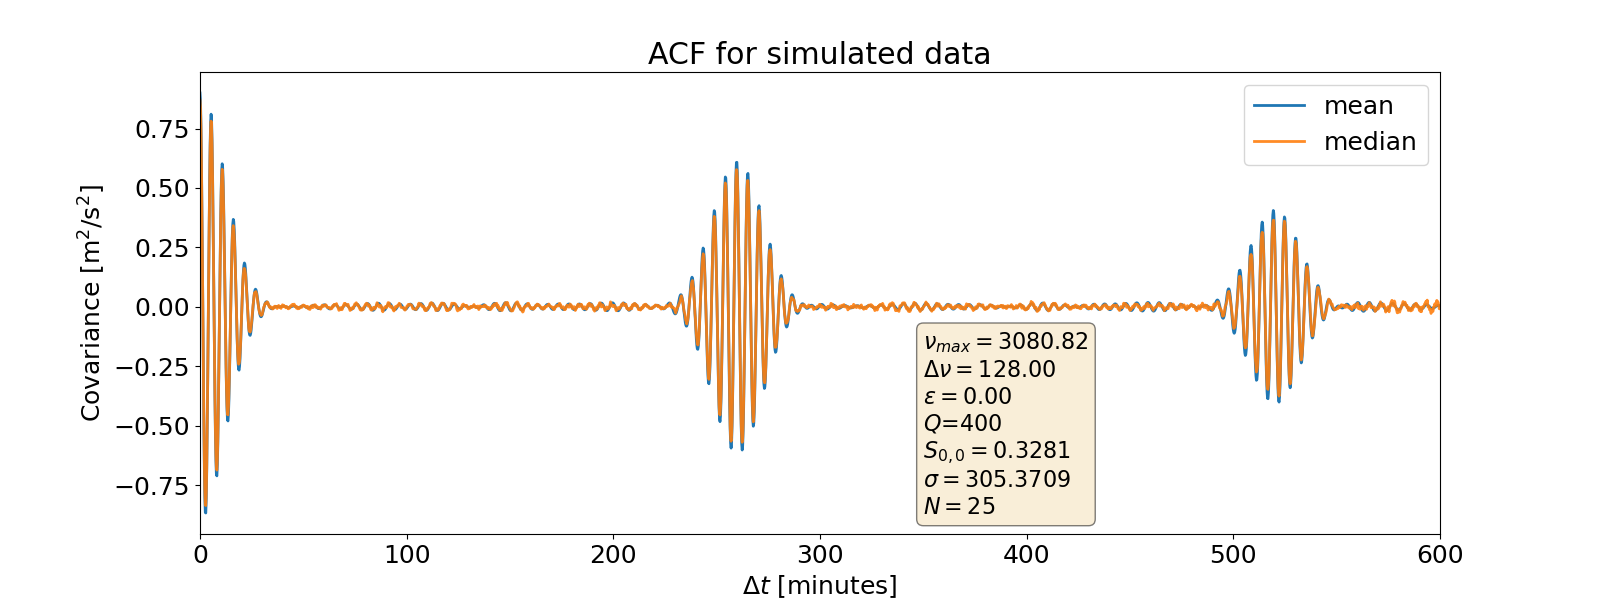 ACF for simulated data
mean
median
Covariance [m²/s²]
0.75
0.50
0.25
0.00
−0.25
−0.50
−0.75
ν_max = 3080.82
Δν = 128.00
ε = 0.00
Q=400
S_0,0 = 0.3281
σ = 305.3709
N = 25
0 100 200 300 400 500 600
Δt [minutes]